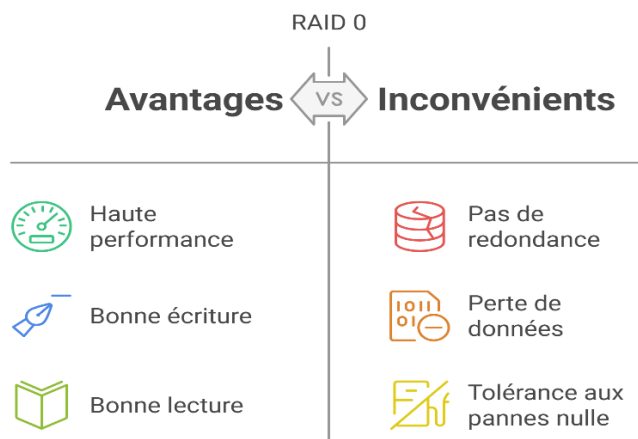 RAID 0
Avantages VS Inconvénients
Haute
performance
Pas de
redondance
Bonne écriture
Perte de
données
Bonne lecture
Tolérance aux
pannes nulle